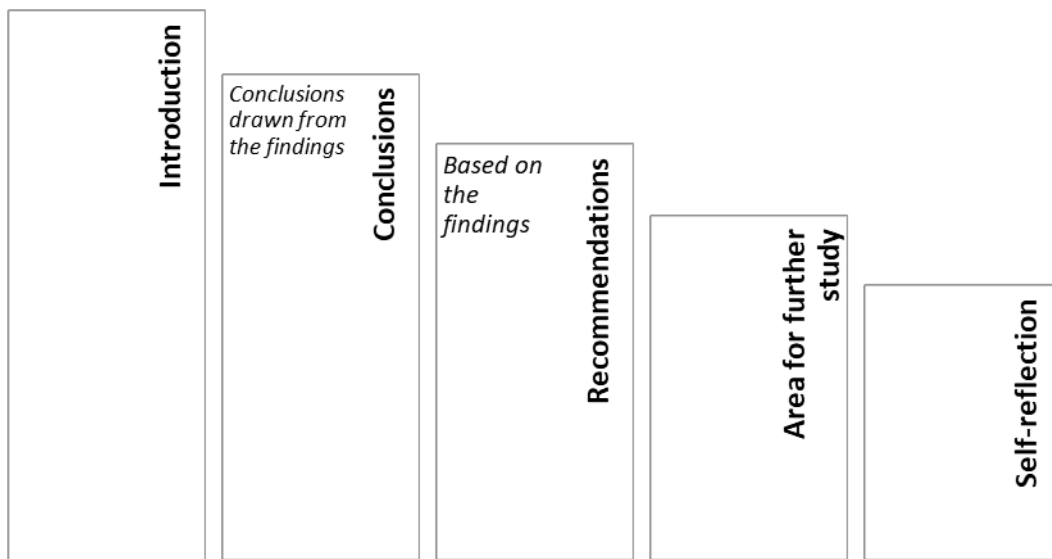 Introduction
Conclusions
drawn from
the findings
Conclusions
Based on
the
findings
Recommendations
Area for further
study
Self-reflection